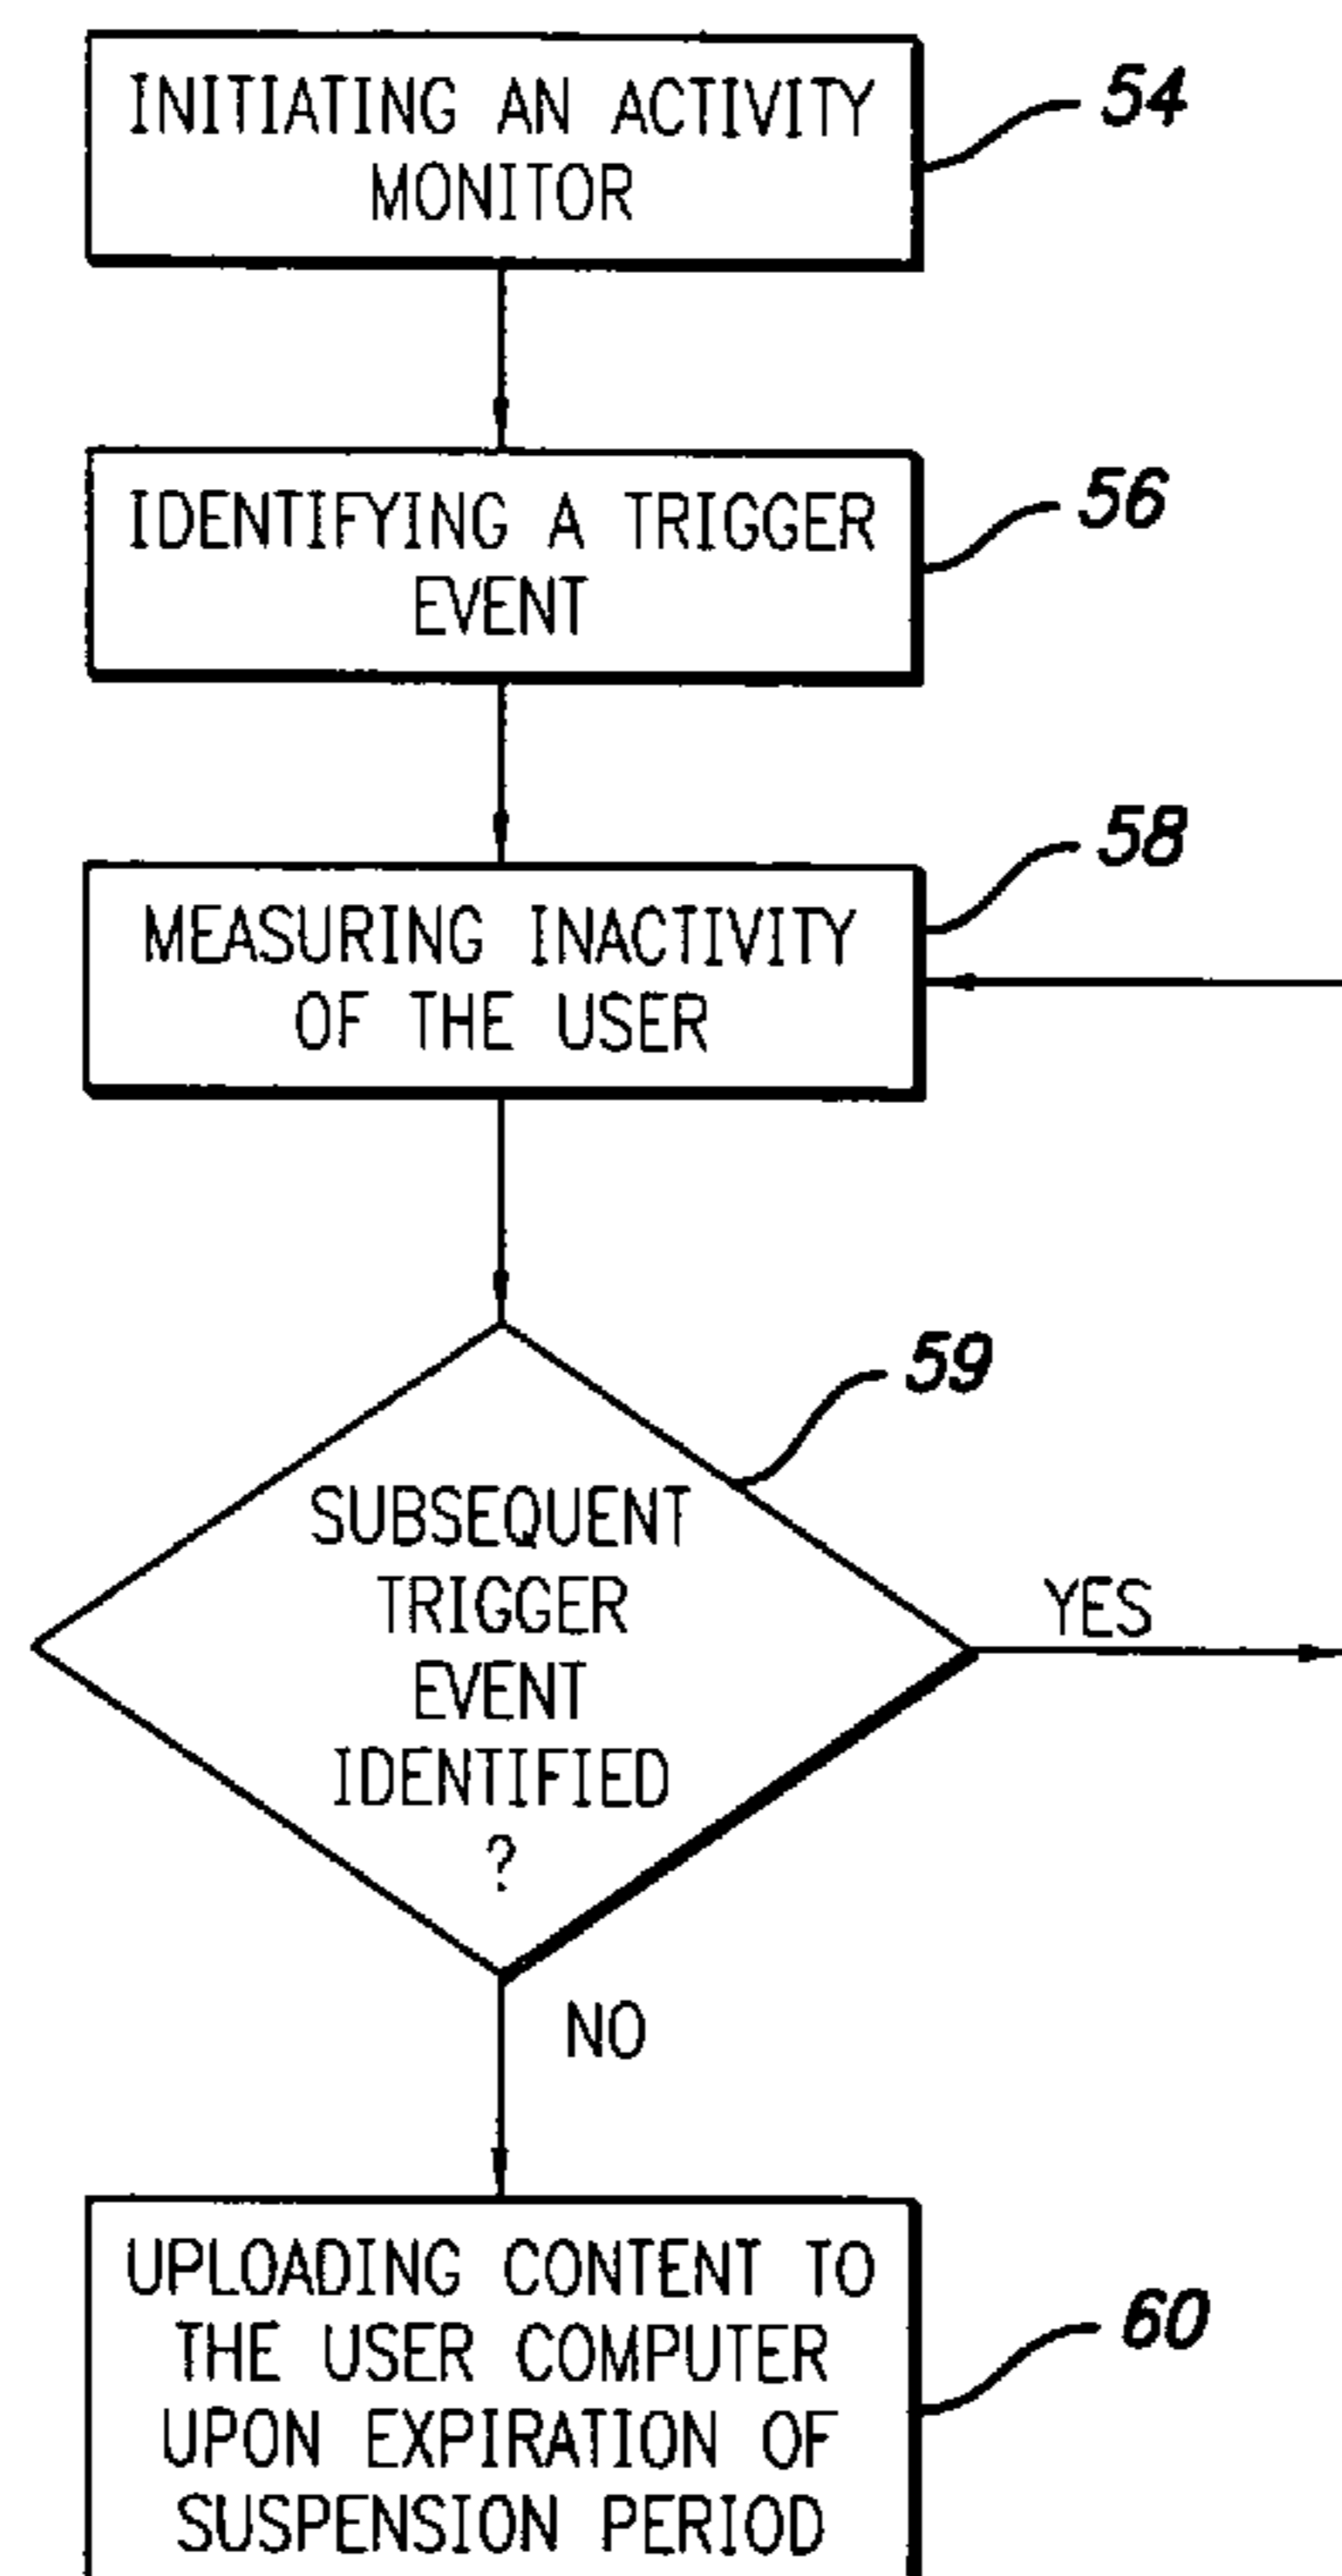 INITIATING AN ACTIVITY
MONITOR
54
IDENTIFYING A TRIGGER
EVENT
56
MEASURING INACTIVITY
OF THE USER
58
SUBSEQUENT
TRIGGER
EVENT
IDENTIFIED
?
59
YES
NO
UPLOADING CONTENT TO
THE USER COMPUTER
UPON EXPIRATION OF
SUSPENSION PERIOD
60